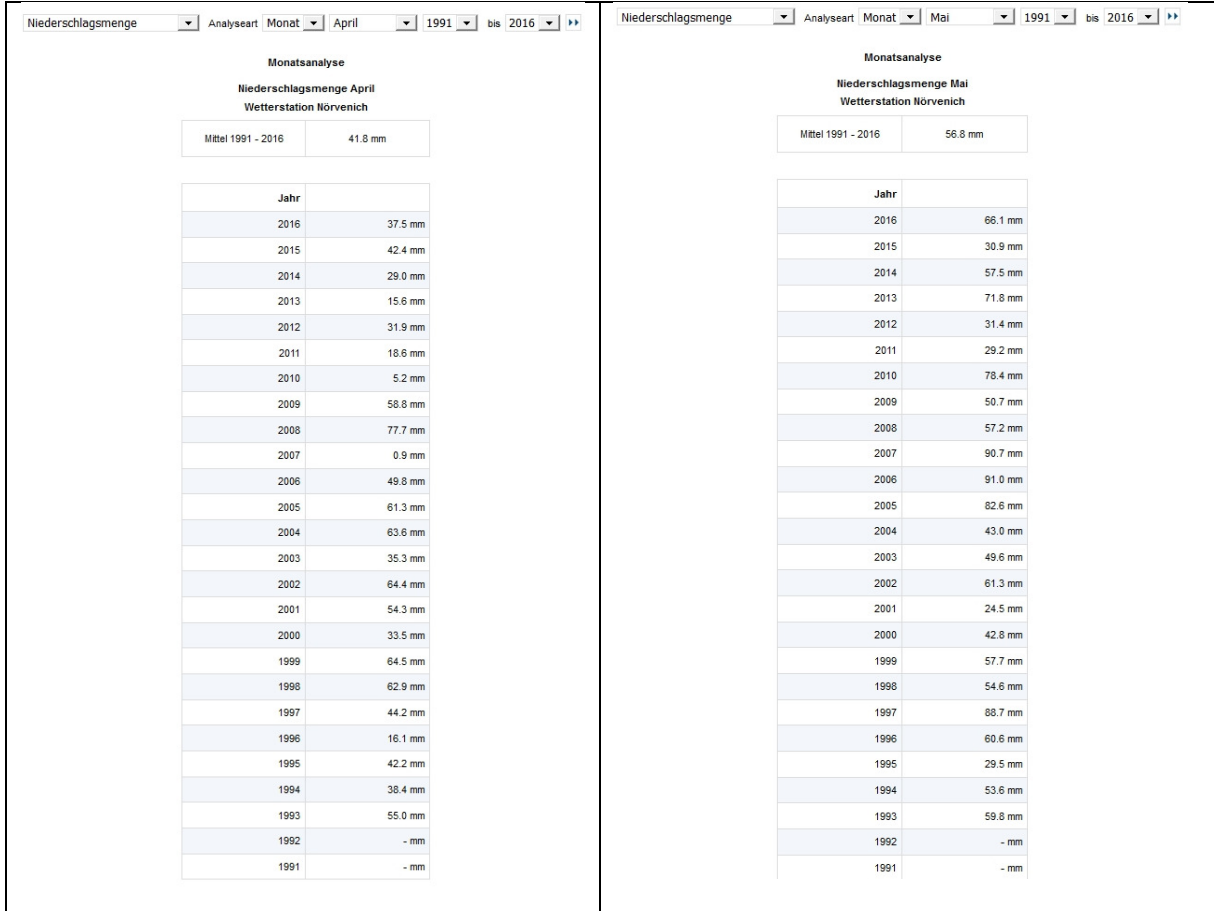 Niederschlagsmenge Analyseart Monat April 1991 bis 2016
Monatsanalyse
Niederschlagsmenge April
Wetterstation Nörvenich
Mittel 1991 - 2016 41.8 mm
Jahr
2016 37.5 mm
2015 42.4 mm
2014 29.0 mm
2013 15.6 mm
2012 31.9 mm
2011 18.6 mm
2010 5.2 mm
2009 58.8 mm
2008 77.7 mm
2007 0.9 mm
2006 49.8 mm
2005 61.3 mm
2004 63.6 mm
2003 35.3 mm
2002 64.4 mm
2001 54.3 mm
2000 33.5 mm
1999 64.5 mm
1998 62.9 mm
1997 44.2 mm
1996 16.1 mm
1995 42.2 mm
1994 38.4 mm
1993 55.0 mm
1992 - mm
1991 - mm
Niederschlagsmenge Analyseart Monat Mai 1991 bis 2016
Monatsanalyse
Niederschlagsmenge Mai
Wetterstation Nörvenich
Mittel 1991 - 2016 56.8 mm
Jahr
2016 66.1 mm
2015 30.9 mm
2014 57.5 mm
2013 71.8 mm
2012 31.4 mm
2011 29.2 mm
2010 78.4 mm
2009 50.7 mm
2008 57.2 mm
2007 90.7 mm
2006 91.0 mm
2005 82.6 mm
2004 43.0 mm
2003 49.6 mm
2002 61.3 mm
2001 24.5 mm
2000 42.8 mm
1999 57.7 mm
1998 54.6 mm
1997 88.7 mm
1996 60.6 mm
1995 29.5 mm
1994 53.6 mm
1993 59.8 mm
1992 - mm
1991 - mm